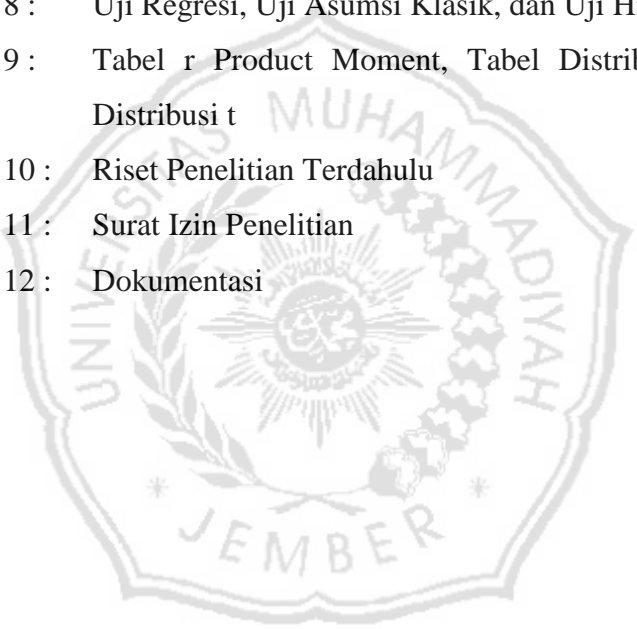 8 : Uji Regresi, Uji Asumsi Klasik, dan Uji
9 : Tabel r Product Moment, Tabel
Distribusi t
10 : Riset Penelitian Terdahulu
11 : Surat Izin Penelitian
12 : Dokumentasi
UNIVERSITAS MUHAMMADIYAH
* JEMBER *